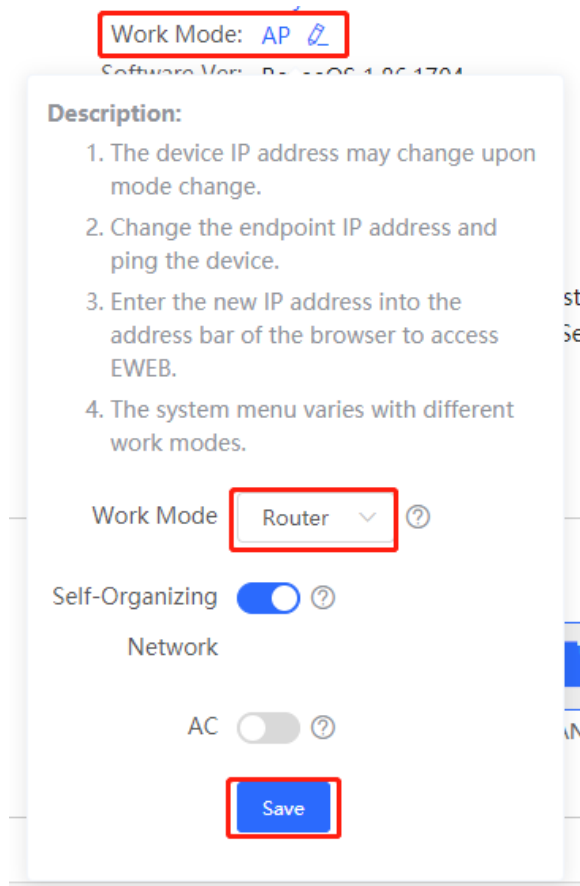 Work Mode: AP
Description:
1. The device IP address may change upon
mode change.
2. Change the endpoint IP address and
ping the device.
3. Enter the new IP address into the
address bar of the browser to access
EWEB.
4. The system menu varies with different
work modes.
Work Mode Router
Self-Organizing
Network
AC
Save